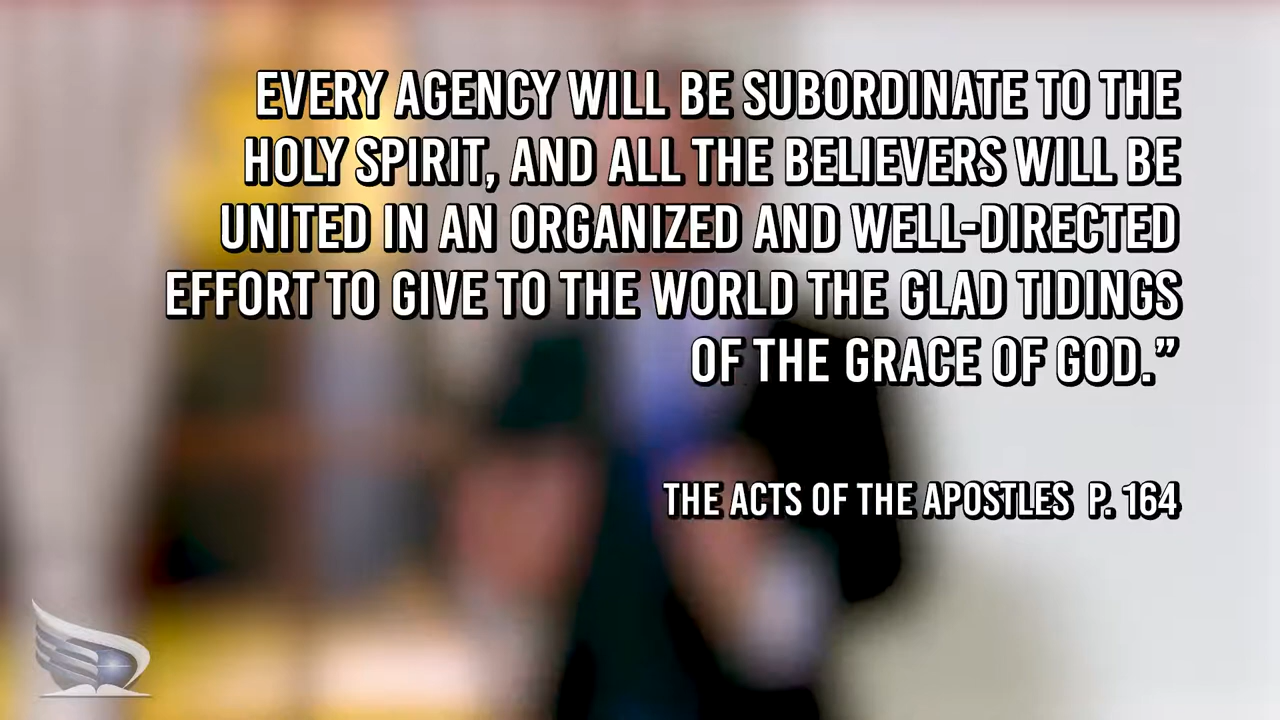 EVERY AGENCY WILL BE SUBORDINATE TO THE
HOLY SPIRIT, AND ALL THE BELIEVERS WILL BE
UNITED IN AN ORGANIZED AND WELL-DIRECTED
EFFORT TO GIVE TO THE WORLD THE GLAD TIDINGS
OF THE GRACE OF GOD.”
THE ACTS OF THE APOSTLES P. 164